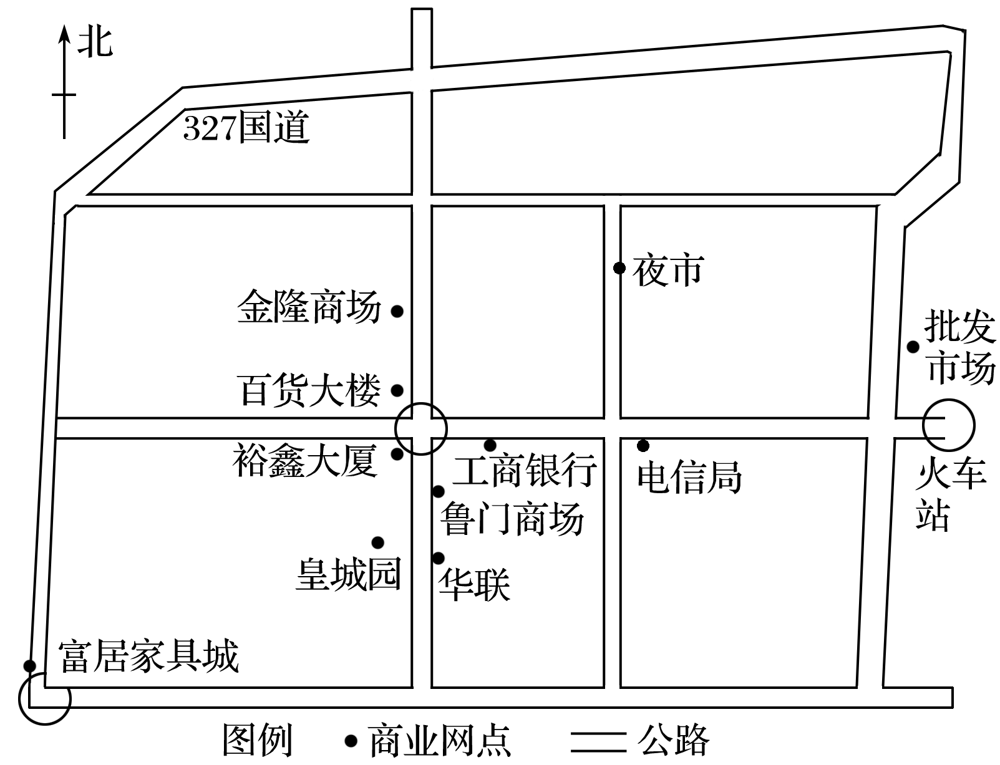 北
327国道
夜市
金隆商场
批发
市场
百货大楼
裕鑫大厦
工商银行
电信局
火车
站
鲁门商场
皇城园
华联
富居家具城
图例
商业网点
公路